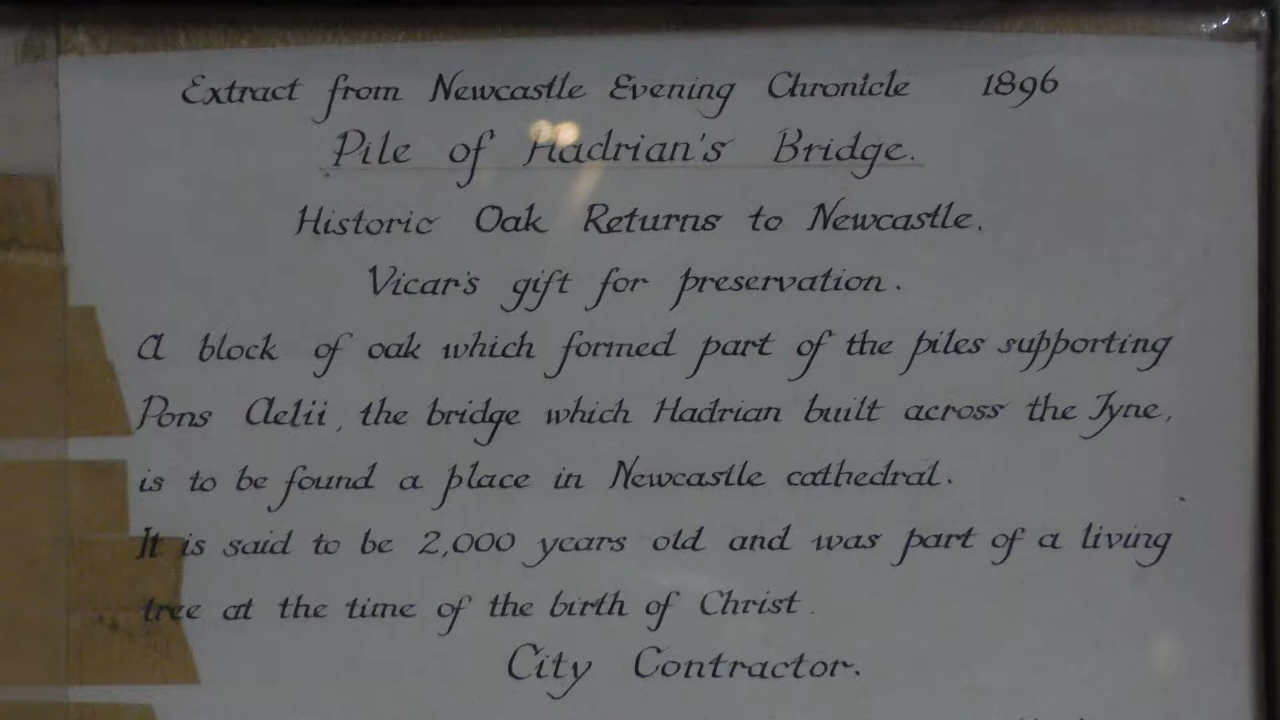 Extract from Newcastle Evening Chronicle 1896
Pile of Hadrian's Bridge.
Historic Oak Returns to Newcastle.
Vicar's gift for preservation.
A block of oak which formed part of the piles supporting
Pons Aelii, the bridge which Hadrian built across the Tyne,
is to be found a place in Newcastle cathedral.
It is said to be 2,000 years old and was part of a living
tree at the time of the birth of Christ.
City Contractor.